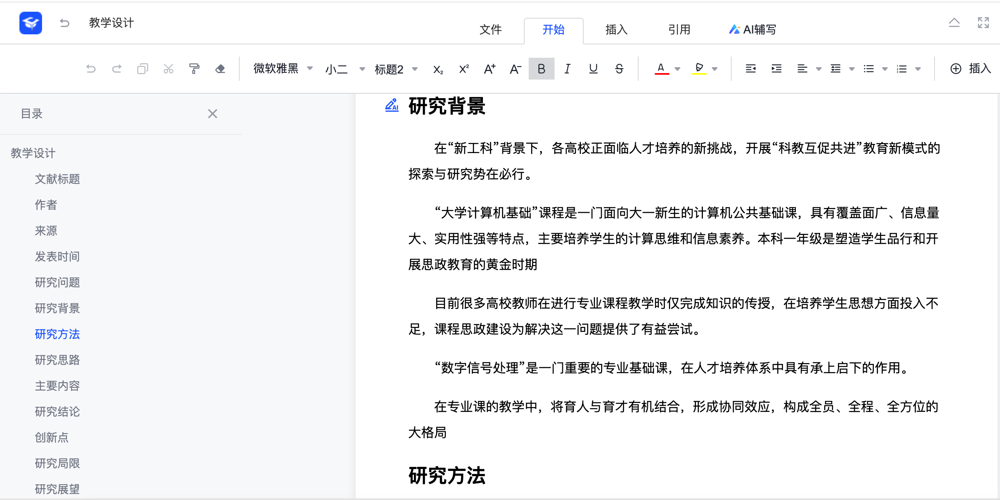 教学设计
文件
开始
插入
引用
AI辅写
微软雅黑
小二
标题2
X₂
X²
A⁺
A⁻
B
I
U
S
A
插入
目录
教学设计
文献标题
作者
来源
发表时间
研究问题
研究背景
研究方法
研究思路
主要内容
研究结论
创新点
研究局限
研究展望
AI
研究背景
在“新工科”背景下，各高校正面临人才培养的新挑战，开展“科教互促共进”教育新模式的
探索与研究势在必行。
“大学计算机基础”课程是一门面向大一新生的计算机公共基础课，具有覆盖面广、信息量
大、实用性强等特点，主要培养学生的计算思维和信息素养。本科一年级是塑造学生品行和开
展思政教育的黄金时期
目前很多高校教师在进行专业课程教学时仅完成知识的传授，在培养学生思想方面投入不
足，课程思政建设为解决这一问题提供了有益尝试。
“数字信号处理”是一门重要的专业基础课，在人才培养体系中具有承上启下的作用。
在专业课的教学中，将育人与育才有机结合，形成协同效应，构成全员、全程、全方位的
大格局
研究方法